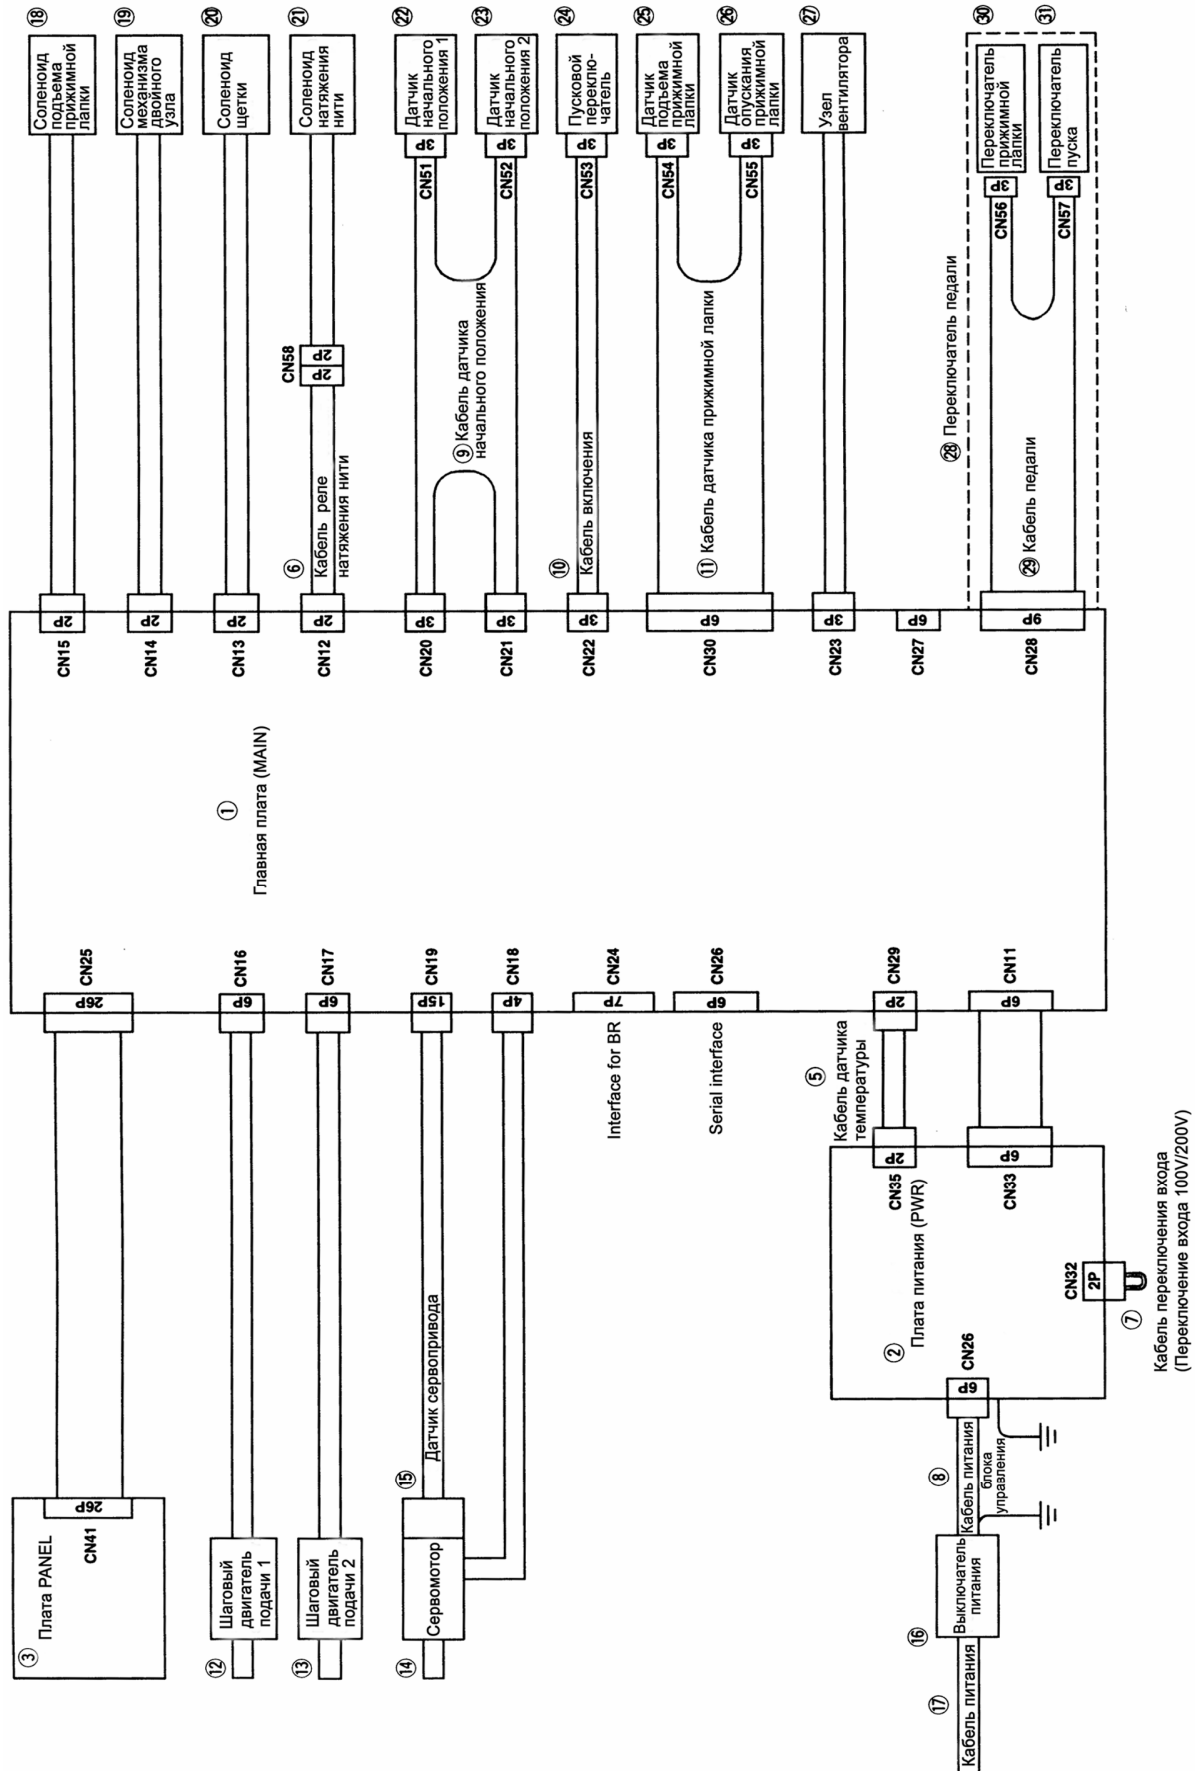 ⑱
Соленоид
подъема
прижимной
лапки
2P
CN15
⑲
Соленоид
механизма
двойного
узла
2P
CN14
⑳
Соленоид
щетки
2P
CN13
㉑
Соленоид
натяжения
нити
CN58
2P
2P
⑥
Кабель реле
натяжения нити
2P
CN12
㉒
Датчик
начального
положения 1
3P
CN51
㉓
Датчик
начального
положения 2
3P
CN52
⑨ Кабель датчика
начального положения
3P
CN20
3P
CN21
㉔
Пусковой
переклю-
чатель
3P
CN53
⑩
Кабель включения
3P
CN22
㉕
Датчик
подъема
прижимной
лапки
3P
CN54
㉖
Датчик
опускания
прижимной
лапки
3P
CN55
⑪ Кабель датчика прижимной лапки
6P
CN30
㉗
Узел
вентилятора
3P
CN23
6P
CN27
㉘ Переключатель педали
㉚
Переключатель
прижимной
лапки
3P
CN56
㉛
Переключатель
пуска
3P
CN57
㉙ Кабель педали
9P
CN28
①
Главная плата (MAIN)
CN25
26P
CN16
6P
CN17
6P
CN19
15P
CN18
4P
CN24
7P
Interface for BR
CN26
6P
Serial interface
CN29
2P
CN11
6P
⑤
Кабель датчика
температуры
2P
CN35
6P
CN33
②
Плата питания (PWR)
CN32
2P
⑦
Кабель переключения входа
(Переключение входа 100V/200V)
CN26
6P
⑧
Кабель питания
блока
управления
⑯
Выключатель
питания
⑰
Кабель питания
③
Плата PANEL
26P
CN41
⑫
Шаговый
двигатель
подачи 1
⑬
Шаговый
двигатель
подачи 2
⑭
Сервомотор
⑮
Датчик сервопривода